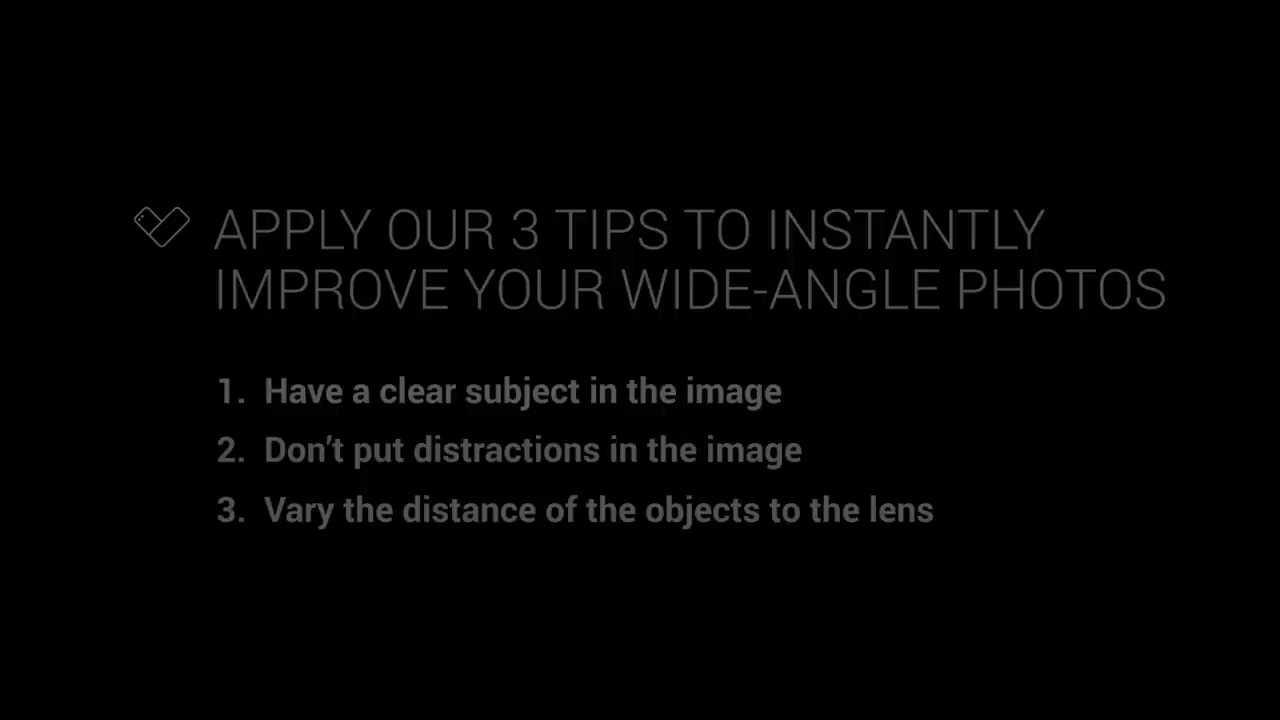 APPLY OUR 3 TIPS TO INSTANTLY
IMPROVE YOUR WIDE-ANGLE PHOTOS
1. Have a clear subject in the image
2. Don't put distractions in the image
3. Vary the distance of the objects to the lens